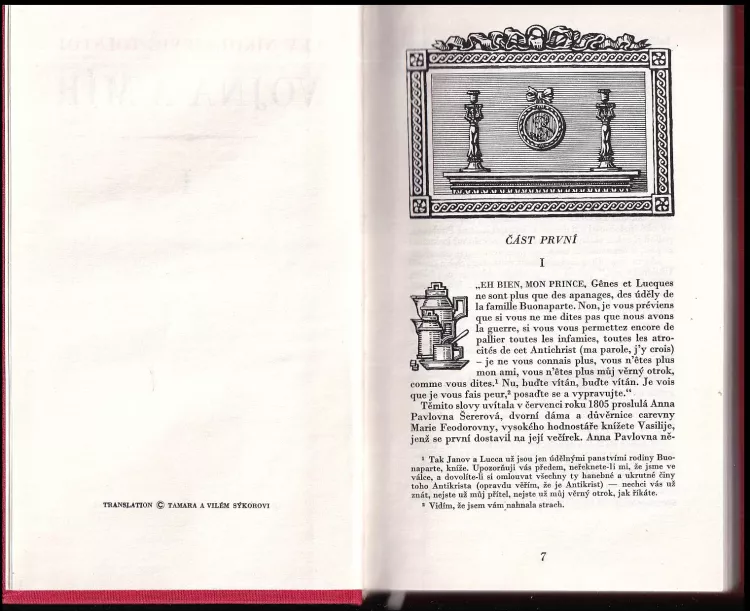 TRANSLATION © TAMARA A VILÉM SÝKOROVI
ČÁST PRVNÍ
I
„EH BIEN, MON PRINCE, Gênes et Lucques
ne sont plus que des apanages, des úděly de
la famille Buonaparte. Non, je vous préviens
que si vous ne me dites pas que nous avons
la guerre, si vous vous permettez encore de
pallier toutes les infamies, toutes les atro-
cités de cet Antichrist (ma parole, j'y crois)
– je ne vous connais plus, vous n'êtes plus
mon ami, vous n'êtes plus můj věrný otrok,
comme vous dites.¹ Nu, buďte vítán, buďte vítán. Je vois
que je vous fais peur,² posaďte se a vypravujte.“
Těmito slovy uvítala v červenci roku 1805 proslulá Anna
Pavlovna Šererová, dvorní dáma a důvěrnice carevny
Marie Feodorovny, vysokého hodnostáře knížete Vasilije,
jenž se první dostavil na její večírek. Anna Pavlovna ně-
¹ Tak Janov a Lucca už jsou jen údělnými panstvími rodiny Buo-
naparte, kníže. Upozorňuji vás předem, neřeknete-li mi, že jsme ve
válce, a dovolíte-li si omlouvat všechny ty hanebné a ukrutné činy
toho Antikrista (opravdu věřím, že je Antikrist) — nechci vás už
znát, nejste už můj přítel, nejste už můj věrný otrok, jak říkáte.
² Vidím, že jsem vám nahnala strach.
7